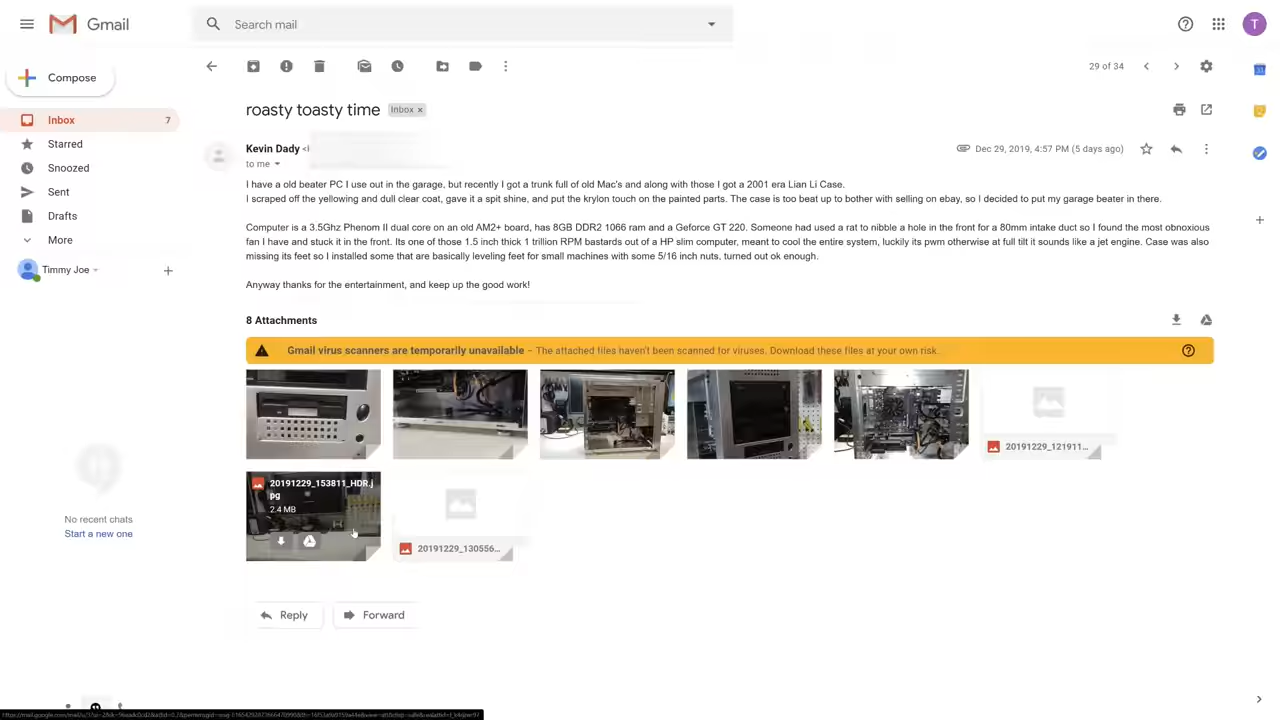 Gmail
Search mail
T
Compose
29 of 34
Inbox
7
Starred
Snoozed
Sent
Drafts
More
Timmy Joe
No recent chats
Start a new one
roasty toasty time
Inbox x
Kevin Dady
to me
Dec 29, 2019, 4:57 PM (5 days ago)
I have a old beater PC I use out in the garage, but recently I got a trunk full of old Mac's and along with those I got a 2001 era Lian Li Case.
I scraped off the yellowing and dull clear coat, gave it a spit shine, and put the krylon touch on the painted parts. The case is too beat up to bother with selling on ebay, so I decided to put my garage beater in there.
Computer is a 3.5Ghz Phenom II dual core on an old AM2+ board, has 8GB DDR2 1066 ram and a Geforce GT 220. Someone had used a rat to nibble a hole in the front for a 80mm intake duct so I found the most obnoxious
fan I have and stuck it in the front. Its one of those 1.5 inch thick 1 trillion RPM bastards out of a HP slim computer, meant to cool the entire system, luckily its pwm otherwise at full tilt it sounds like a jet engine. Case was also
missing its feet so I installed some that are basically leveling feet for small machines with some 5/16 inch nuts, turned out ok enough.
Anyway thanks for the entertainment, and keep up the good work!
8 Attachments
Gmail virus scanners are temporarily unavailable – The attached files haven't been scanned for viruses. Download these files at your own risk.
20191229_121911...
20191229_153811_HDR.j
pg
2.4 MB
20191229_130556...
Reply
Forward